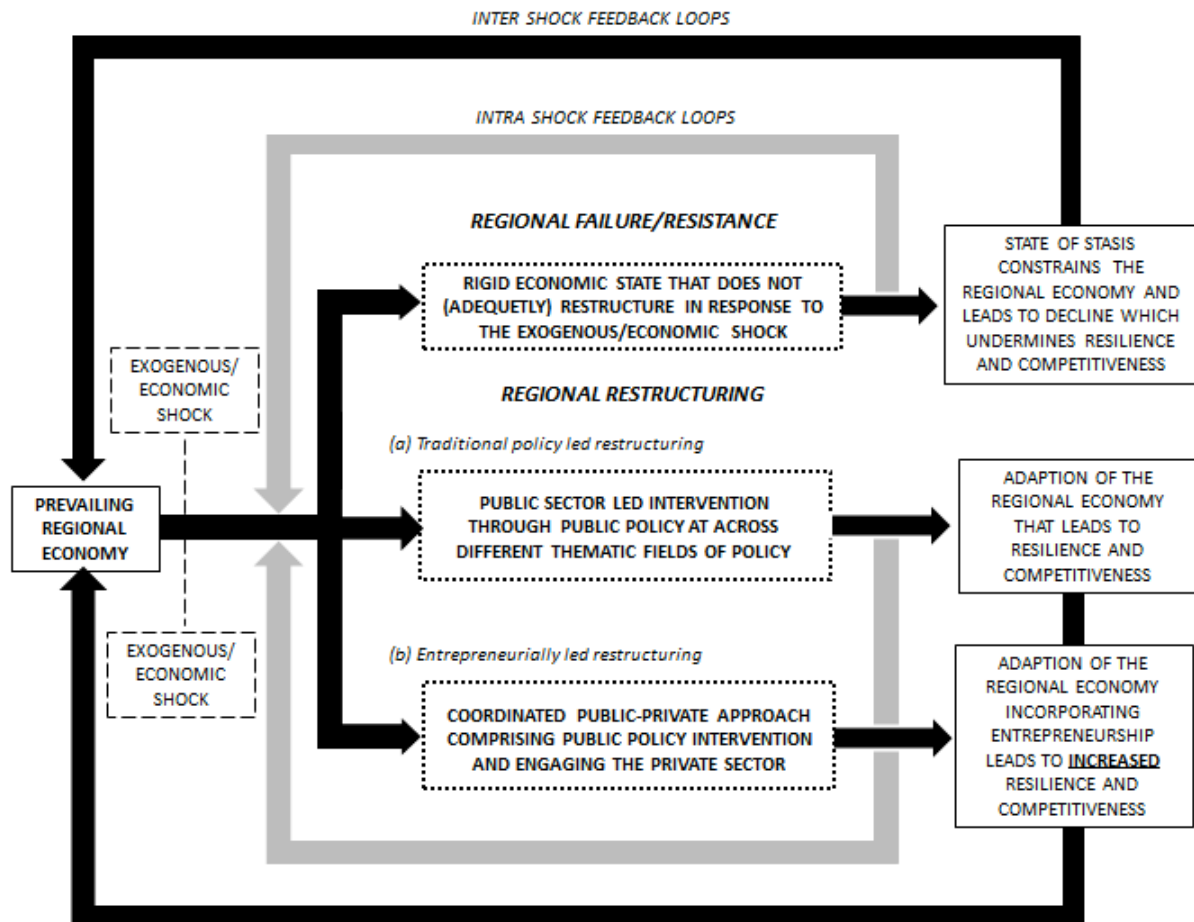 INTER SHOCK FEEDBACK LOOPS
INTRA SHOCK FEEDBACK LOOPS
REGIONAL FAILURE/RESISTANCE
RIGID ECONOMIC STATE THAT DOES NOT
(ADEQUETLY) RESTRUCTURE IN RESPONSE TO
THE EXOGENOUS/ECONOMIC SHOCK
STATE OF STASIS
CONSTRAINS THE
REGIONAL ECONOMY AND
LEADS TO DECLINE WHICH
UNDERMINES RESILIENCE
AND COMPETITIVENESS
EXOGENOUS/
ECONOMIC
SHOCK
REGIONAL RESTRUCTURING
(a) Traditional policy led restructuring
PREVAILING
REGIONAL
ECONOMY
PUBLIC SECTOR LED INTERVENTION
THROUGH PUBLIC POLICY AT ACROSS
DIFFERENT THEMATIC FIELDS OF POLICY
ADAPTION OF THE
REGIONAL ECONOMY
THAT LEADS TO
RESILIENCE AND
COMPETITIVENESS
EXOGENOUS/
ECONOMIC
SHOCK
(b) Entrepreneurially led restructuring
COORDINATED PUBLIC-PRIVATE APPROACH
COMPRISING PUBLIC POLICY INTERVENTION
AND ENGAGING THE PRIVATE SECTOR
ADAPTION OF THE
REGIONAL ECONOMY
INCORPORATING
ENTREPRENEURSHIP
LEADS TO INCREASED
RESILIENCE AND
COMPETITIVENESS